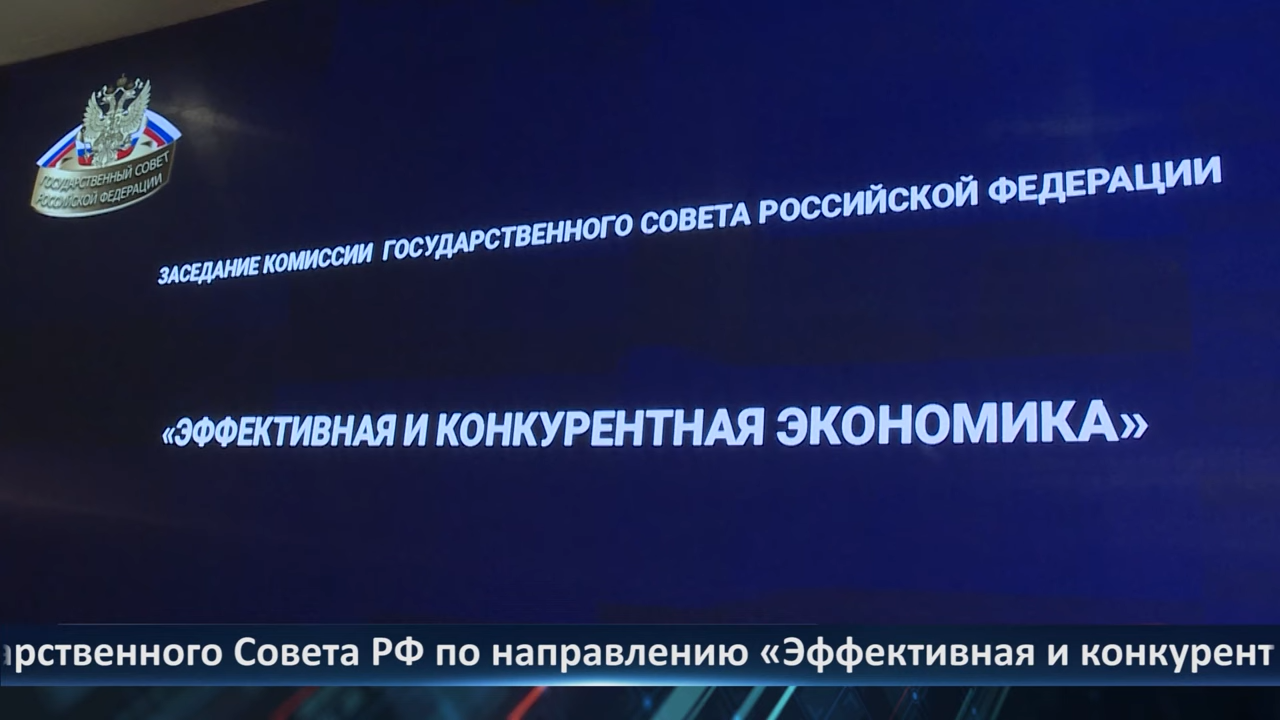 ГОСУДАРСТВЕННЫЙ СОВЕТ
РОССИЙСКОЙ ФЕДЕРАЦИИ
ЗАСЕДАНИЕ КОМИССИИ ГОСУДАРСТВЕННОГО СОВЕТА РОССИЙСКОЙ ФЕДЕРАЦИИ
«ЭФФЕКТИВНАЯ И КОНКУРЕНТНАЯ ЭКОНОМИКА»
арственного Совета РФ по направлению «Эффективная и конкурент